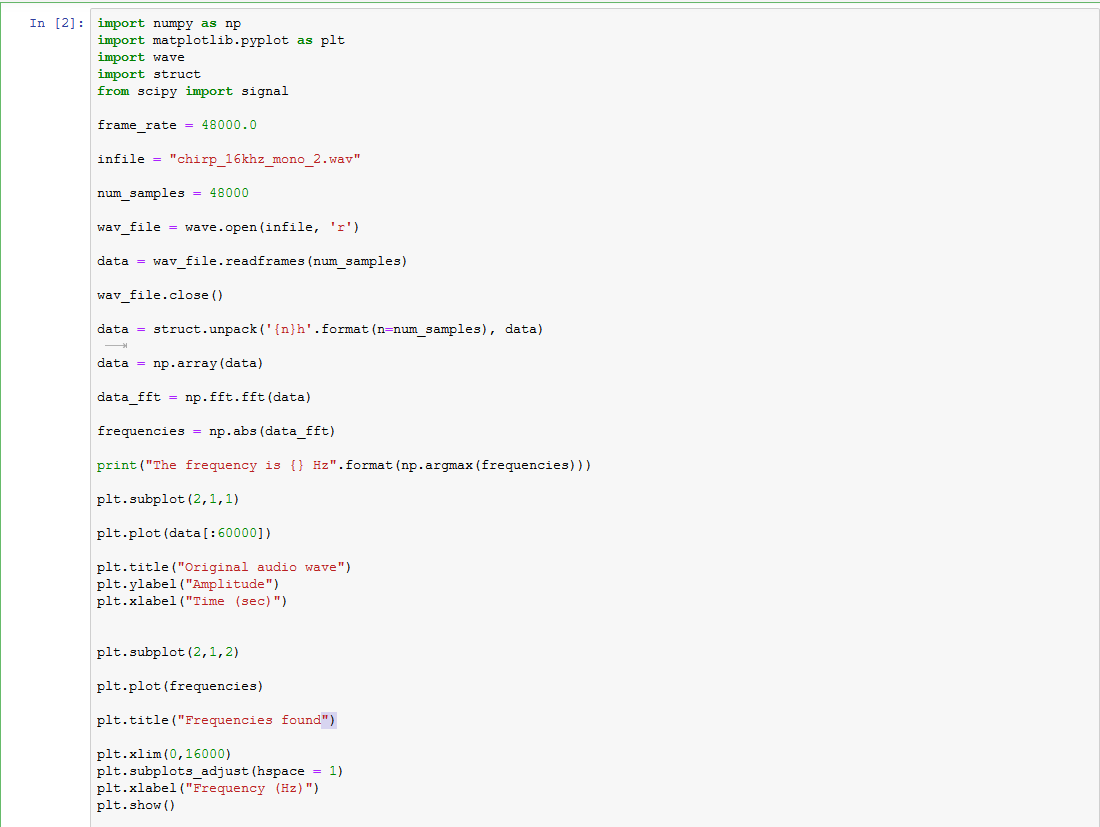 In [2]:
import numpy as np
import matplotlib.pyplot as plt
import wave
import struct
from scipy import signal
frame_rate = 48000.0
infile = "chirp_16khz_mono_2.wav"
num_samples = 48000
wav_file = wave.open(infile, 'r')
data = wav_file.readframes(num_samples)
wav_file.close()
data = struct.unpack('{n}h'.format(n=num_samples), data)
data = np.array(data)
data_fft = np.fft.fft(data)
frequencies = np.abs(data_fft)
print("The frequency is {} Hz".format(np.argmax(frequencies)))
plt.subplot(2,1,1)
plt.plot(data[:60000])
plt.title("Original audio wave")
plt.ylabel("Amplitude")
plt.xlabel("Time (sec)")
plt.subplot(2,1,2)
plt.plot(frequencies)
plt.title("Frequencies found")
plt.xlim(0,16000)
plt.subplots_adjust(hspace = 1)
plt.xlabel("Frequency (Hz)")
plt.show()